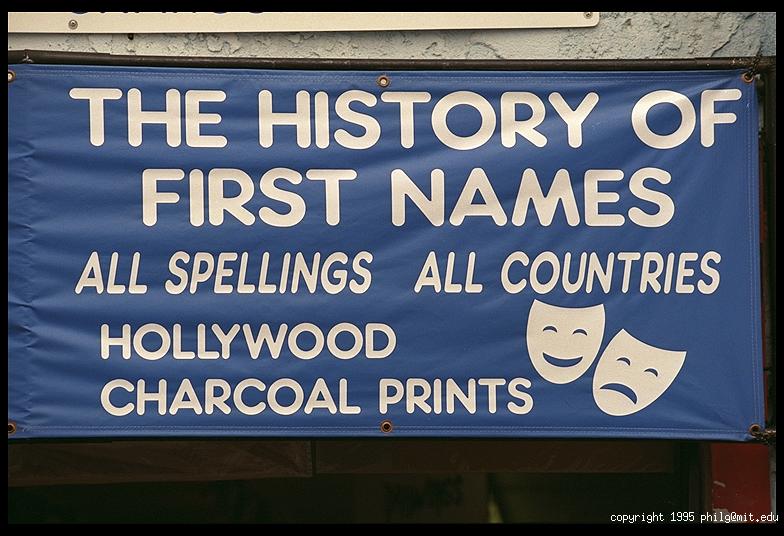 THE HISTORY OF
FIRST NAMES
ALL SPELLINGS ALL COUNTRIES
HOLLYWOOD
CHARCOAL PRINTS
copyright 1995 philg@mit.edu